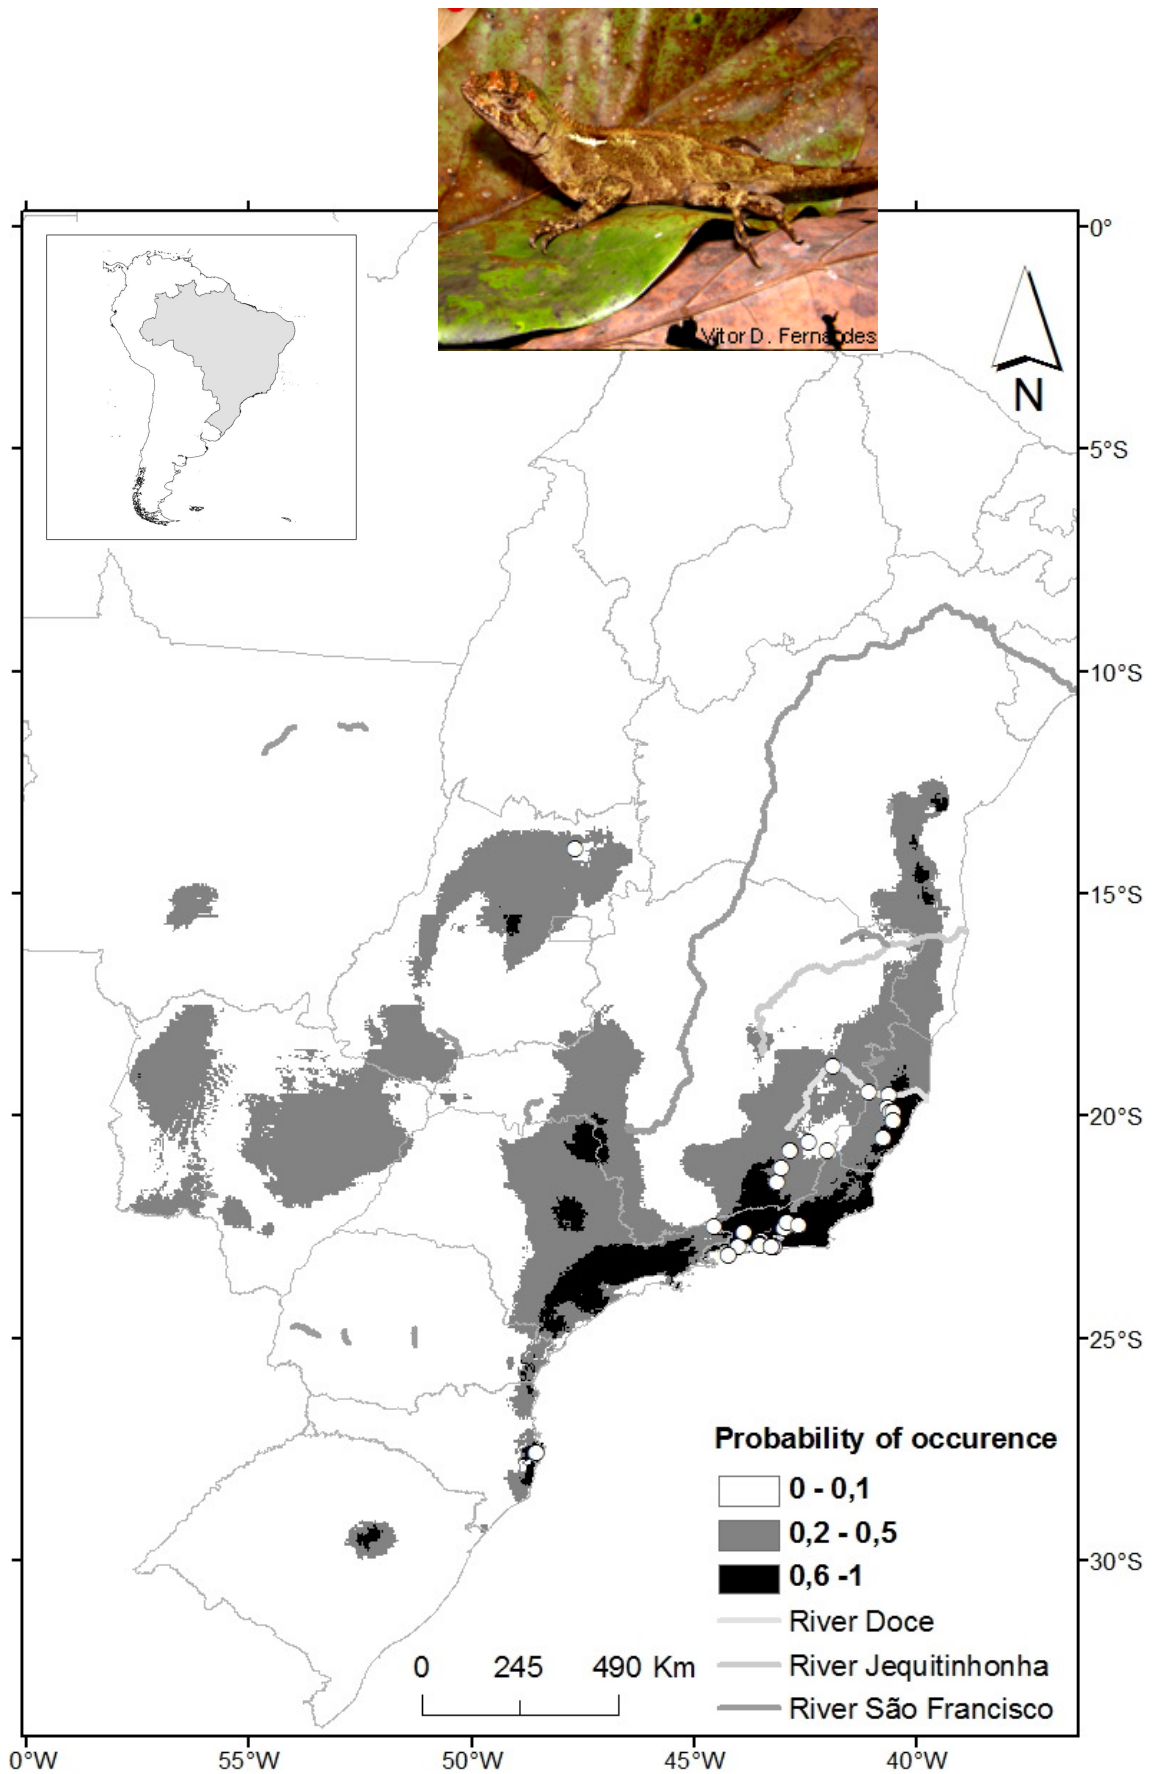 Vitor D. Fernandes
0°
N
5°S
10°S
15°S
20°S
25°S
30°S
Probability of occurence
0 - 0,1
0,2 - 0,5
0,6 -1
River Doce
River Jequitinhonha
River São Francisco
0 245 490 Km
0°W 55°W 50°W 45°W 40°W